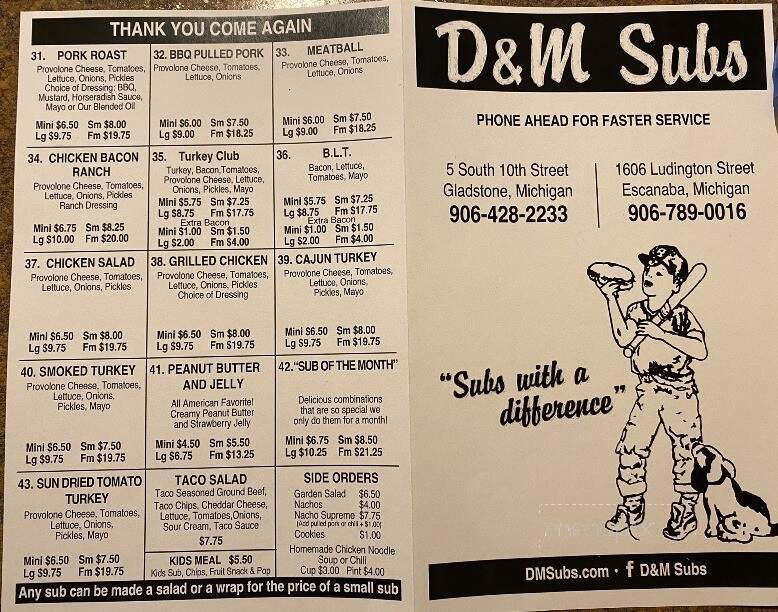 THANK YOU COME AGAIN
31. PORK ROAST
Provolone Cheese, Tomatoes,
Lettuce, Onions, Pickles
Choice of Dressing: BBQ,
Mustard, Horseradish Sauce,
Mayo or Our Blended Oil
Mini $6.50 Sm $8.00
Lg $9.75 Fm $19.75
32. BBQ PULLED PORK
Provolone Cheese, Tomatoes,
Lettuce, Onions
Mini $6.00 Sm $7.50
Lg $9.00 Fm $18.25
33. MEATBALL
Provolone Cheese, Tomatoes,
Lettuce, Onions
Mini $6.00 Sm $7.50
Lg $9.00 Fm $18.25
34. CHICKEN BACON
RANCH
Provolone Cheese, Tomatoes,
Lettuce, Onions, Pickles
Ranch Dressing
Mini $6.75 Sm $8.25
Lg $10.00 Fm $20.00
35. Turkey Club
Turkey, Bacon, Tomatoes,
Provolone Cheese, Lettuce,
Onions, Pickles, Mayo
Mini $5.75 Sm $7.25
Lg $8.75 Fm $17.75
Extra Bacon
Mini $1.00 Sm $1.50
Lg $2.00 Fm $4.00
36. B.L.T.
Bacon, Lettuce,
Tomatoes, Mayo
Mini $5.75 Sm $7.25
Lg $8.75 Fm $17.75
Extra Bacon
Mini $1.00 Sm $1.50
Lg $2.00 Fm $4.00
37. CHICKEN SALAD
Provolone Cheese, Tomatoes,
Lettuce, Onions, Pickles
Mini $6.50 Sm $8.00
Lg $9.75 Fm $19.75
38. GRILLED CHICKEN
Provolone Cheese, Tomatoes,
Lettuce, Onions, Pickles
Choice of Dressing
Mini $6.50 Sm $8.00
Lg $9.75 Fm $19.75
39. CAJUN TURKEY
Provolone Cheese, Tomatoes,
Lettuce, Onions,
Pickles, Mayo
Mini $6.50 Sm $8.00
Lg $9.75 Fm $19.75
40. SMOKED TURKEY
Provolone Cheese, Tomatoes,
Lettuce, Onions,
Pickles, Mayo
Mini $6.50 Sm $7.50
Lg $9.75 Fm $19.75
41. PEANUT BUTTER
AND JELLY
All American Favorite!
Creamy Peanut Butter
and Strawberry Jelly
Mini $4.50 Sm $5.50
Lg $6.75 Fm $13.25
42. "SUB OF THE MONTH"
Delicious combinations
that are so special we
only do them for a month!
Mini $6.75 Sm $8.50
Lg $10.25 Fm $21.25
43. SUN DRIED TOMATO
TURKEY
Provolone Cheese, Tomatoes,
Lettuce, Onions,
Pickles, Mayo
Mini $6.50 Sm $7.50
Lg $9.75 Fm $19.75
TACO SALAD
Taco Seasoned Ground Beef,
Taco Chips, Cheddar Cheese,
Lettuce, Tomatoes, Onions,
Sour Cream, Taco Sauce
$7.75
KIDS MEAL $5.50
Kids Sub, Chips, Fruit Snack & Pop
SIDE ORDERS
Garden Salad $6.50
Nachos $4.00
Nacho Supreme $7.75
(Add pulled pork or chili + $1.00)
Cookies $1.00
Homemade Chicken Noodle
Soup or Chili
Cup $3.00 · Pint $4.00
Any sub can be made a salad or a wrap for the price of a small sub
D&M Subs
PHONE AHEAD FOR FASTER SERVICE
5 South 10th Street
Gladstone, Michigan
906-428-2233
1606 Ludington Street
Escanaba, Michigan
906-789-0016
"Subs with a
difference"
DMSubs.com · f D&M Subs